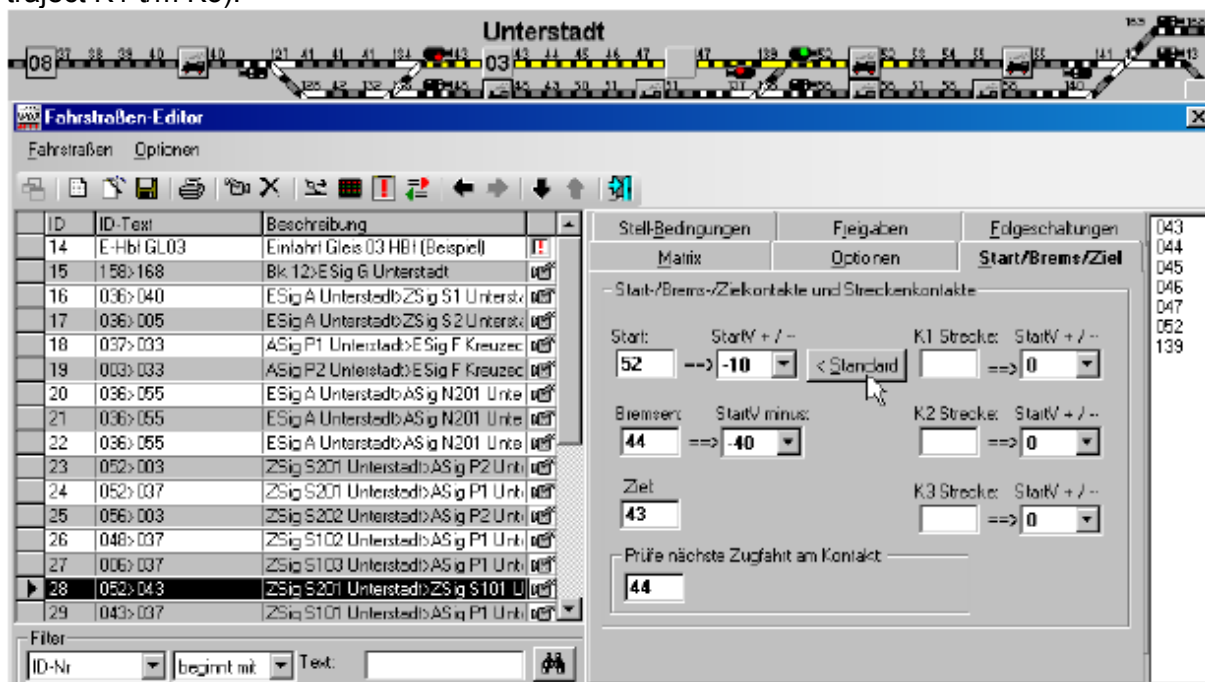 Unterstadt
08
03
Fahrstraßen-Editor
Fahrstraßen Optionen
ID ID-Text Beschreibung
14 E-Hbf GL03 Einfahrt Gleis 03 HBf (Beispiel)
15 158>168 Bk 12>ESig G Unterstadt
16 036>040 ESig A Unterstadt>ZSig S1 Unterst
17 036>005 ESig A Unterstadt>ZSig S2 Unterst
18 037>033 ASig P1 Unterstadt>ESig F Kreuzec
19 003>033 ASig P2 Unterstadt>ESig F Kreuzec
20 036>055 ESig A Unterstadt>ASig N201 Unte
21 036>055 ESig A Unterstadt>ASig N201 Unte
22 036>055 ESig A Unterstadt>ASig N201 Unte
23 052>003 ZSig S201 Unterstadt>ASig P2 Unt
24 052>037 ZSig S201 Unterstadt>ASig P1 Unt
25 056>003 ZSig S202 Unterstadt>ASig P2 Unt
26 048>037 ZSig S102 Unterstadt>ASig P1 Unt
27 006>037 ZSig S103 Unterstadt>ASig P1 Unt
28 052>043 ZSig S201 Unterstadt>ZSig S101 U
29 043>037 ZSig S101 Unterstadt>ASig P1 Unt
Filter
ID-Nr beginnt mit Text:
Stell-Bedingungen Freigaben Folgeschaltungen
Matrix Optionen Start/Brems/Ziel
Start-/Brems-/Zielkontakte und Streckenkontakte
Start: StartV + / -- K1 Strecke: StartV + / --
52 ==> -10 < Standard ==> 0
Bremsen: StartV minus: K2 Strecke: StartV + / --
44 ==> -40 ==> 0
Ziel: K3 Strecke: StartV + / --
43 ==> 0
Prüfe nächste Zugfahrt am Kontakt:
44
043
044
045
046
047
052
139